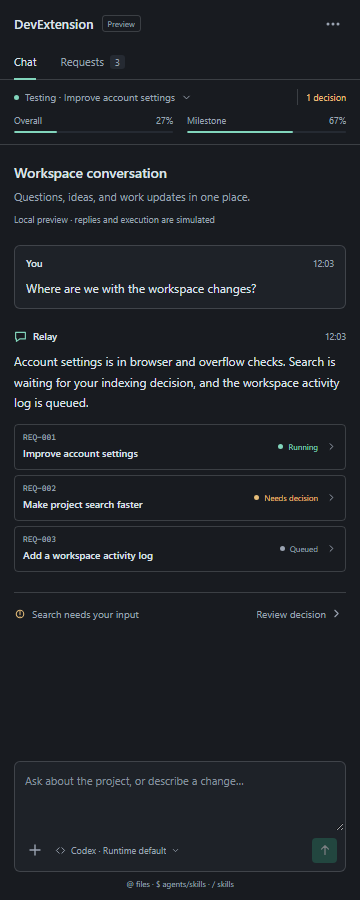 DevExtension Preview
Chat Requests 3
Testing · Improve account settings 1 decision
Overall 27% Milestone 67%
Workspace conversation
Questions, ideas, and work updates in one place.
Local preview · replies and execution are simulated
You 12:03
Where are we with the workspace changes?
Relay 12:03
Account settings is in browser and overflow checks. Search is
waiting for your indexing decision, and the workspace activity
log is queued.
REQ-001
Improve account settings Running
REQ-002
Make project search faster Needs decision
REQ-003
Add a workspace activity log Queued
Search needs your input Review decision
Ask about the project, or describe a change...
Codex · Runtime default
@ files · $ agents/skills · / skills